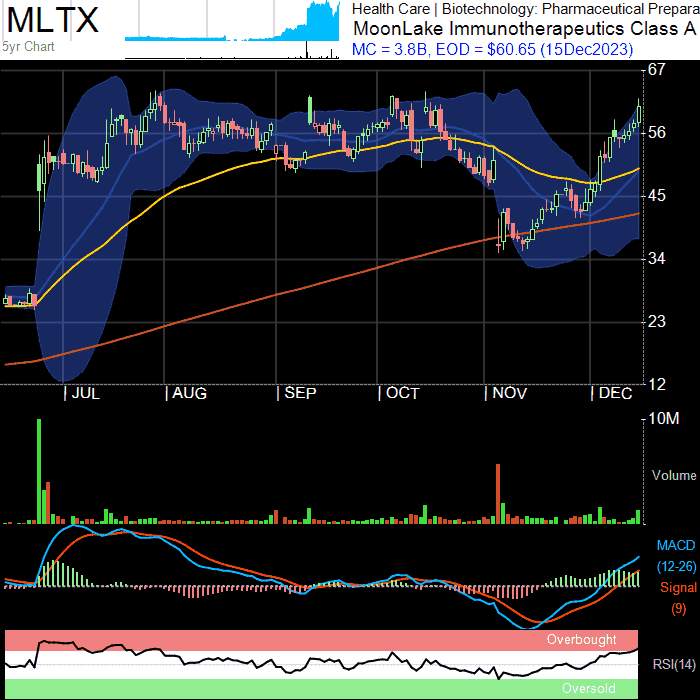 MLTX
5yr Chart
Health Care | Biotechnology: Pharmaceutical Prepara
MoonLake Immunotherapeutics Class A
MC = 3.8B, EOD = $60.65 (15Dec2023)
67
56
45
34
23
12
JUL AUG SEP OCT NOV DEC
10M
Volume
MACD
(12-26)
Signal
(9)
Overbought
RSI(14)
Oversold